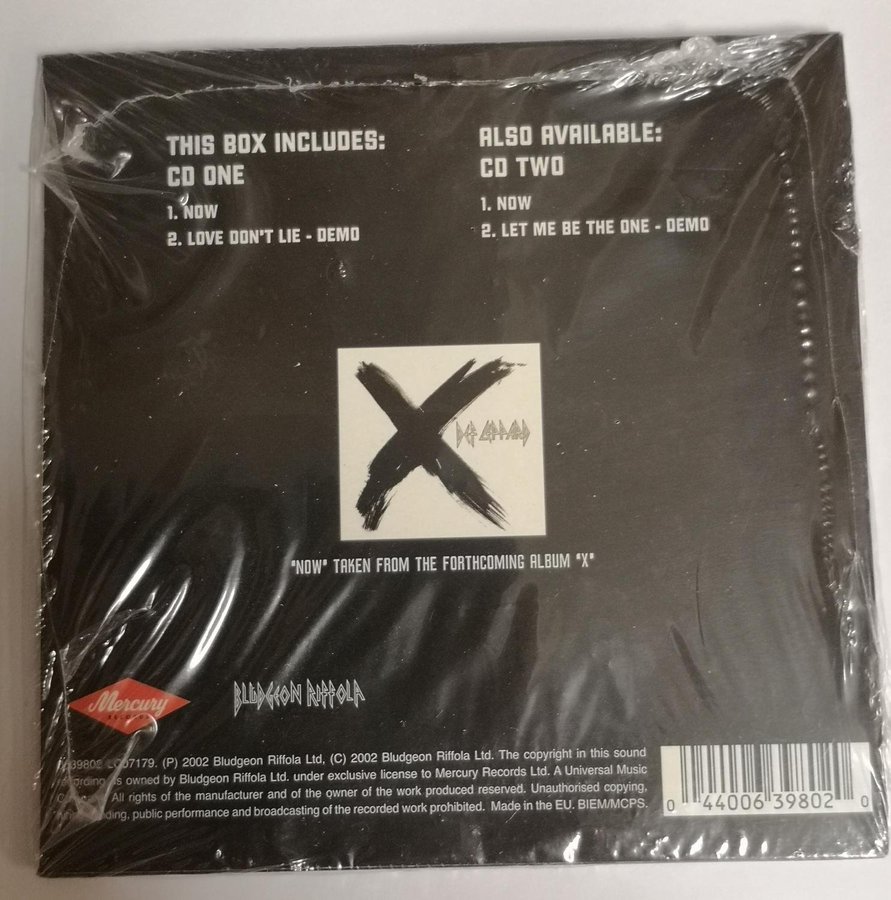 THIS BOX INCLUDES:
CD ONE
1. NOW
2. LOVE DON'T LIE - DEMO
ALSO AVAILABLE:
CD TWO
1. NOW
2. LET ME BE THE ONE - DEMO
X
DEF LEPPARD
"NOW" TAKEN FROM THE FORTHCOMING ALBUM "X"
Mercury
RECORDS
BLUDGEON RIFFOLA
07179. (P) 2002 Bludgeon Riffola Ltd, (C) 2002 Bludgeon Riffola Ltd. The copyright in this sound
recording is owned by Bludgeon Riffola Ltd. under exclusive license to Mercury Records Ltd. A Universal Music
All rights of the manufacturer and of the owner of the work produced reserved. Unauthorised copying,
public performance and broadcasting of the recorded work prohibited. Made in the EU. BIEM/MCPS.
0 44006 39802 0